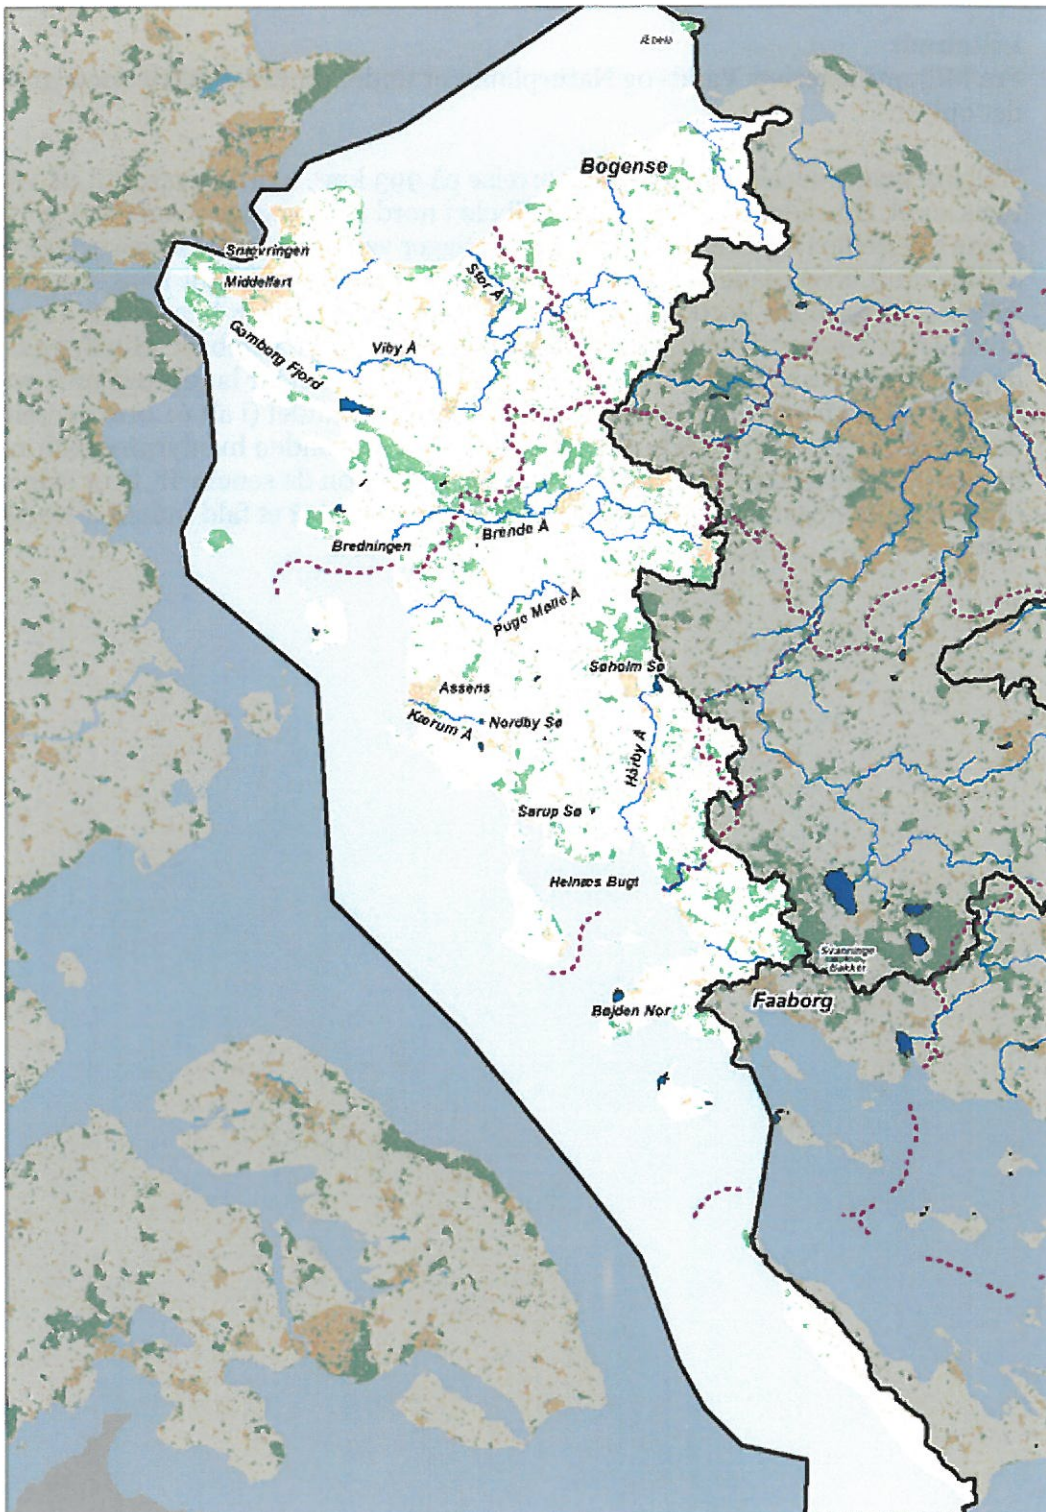 Æbelø
Bogense
Snævringen
Middelfart
Stor Å
Gamborg Fjord
Viby Å
Bredningen
Brende Å
Puge Mølle Å
Søholm Sø
Assens
Kærum Å
Nordby Sø
Hårby Å
Sarup Sø
Helnæs Bugt
Svanninge
Bakker
Bøjden Nor
Faaborg